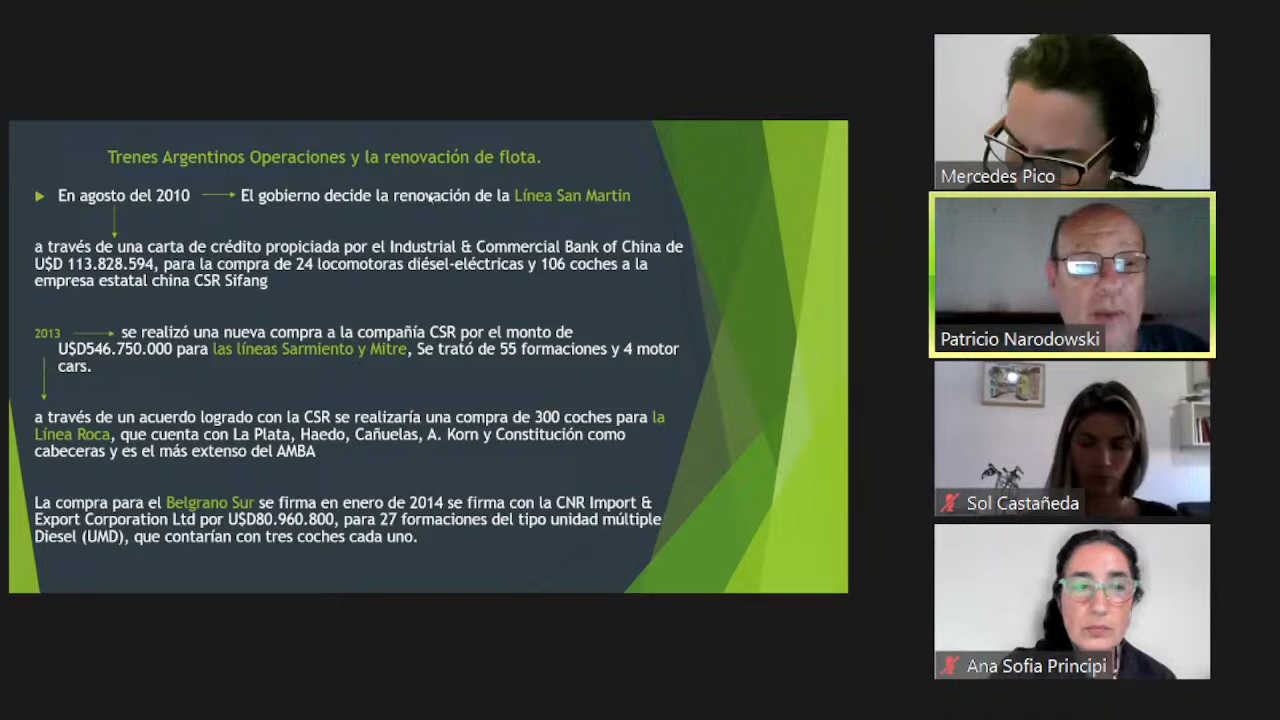 Trenes Argentinos Operaciones y la renovación de flota.
En agosto del 2010 El gobierno decide la renovación de la Línea San Martin
a través de una carta de crédito propiciada por el Industrial & Commercial Bank of China de
U$D 113.828.594, para la compra de 24 locomotoras diésel-eléctricas y 106 coches a la
empresa estatal china CSR Sifang
2013 se realizó una nueva compra a la compañía CSR por el monto de
U$D546.750.000 para las líneas Sarmiento y Mitre, Se trató de 55 formaciones y 4 motor
cars.
a través de un acuerdo logrado con la CSR se realizaría una compra de 300 coches para la
Línea Roca, que cuenta con La Plata, Haedo, Cañuelas, A. Korn y Constitución como
cabeceras y es el más extenso del AMBA
La compra para el Belgrano Sur se firma en enero de 2014 se firma con la CNR Import &
Export Corporation Ltd por U$D80.960.800, para 27 formaciones del tipo unidad múltiple
Diesel (UMD), que contarían con tres coches cada uno.
Mercedes Pico
Patricio Narodowski
Sol Castañeda
Ana Sofia Principi